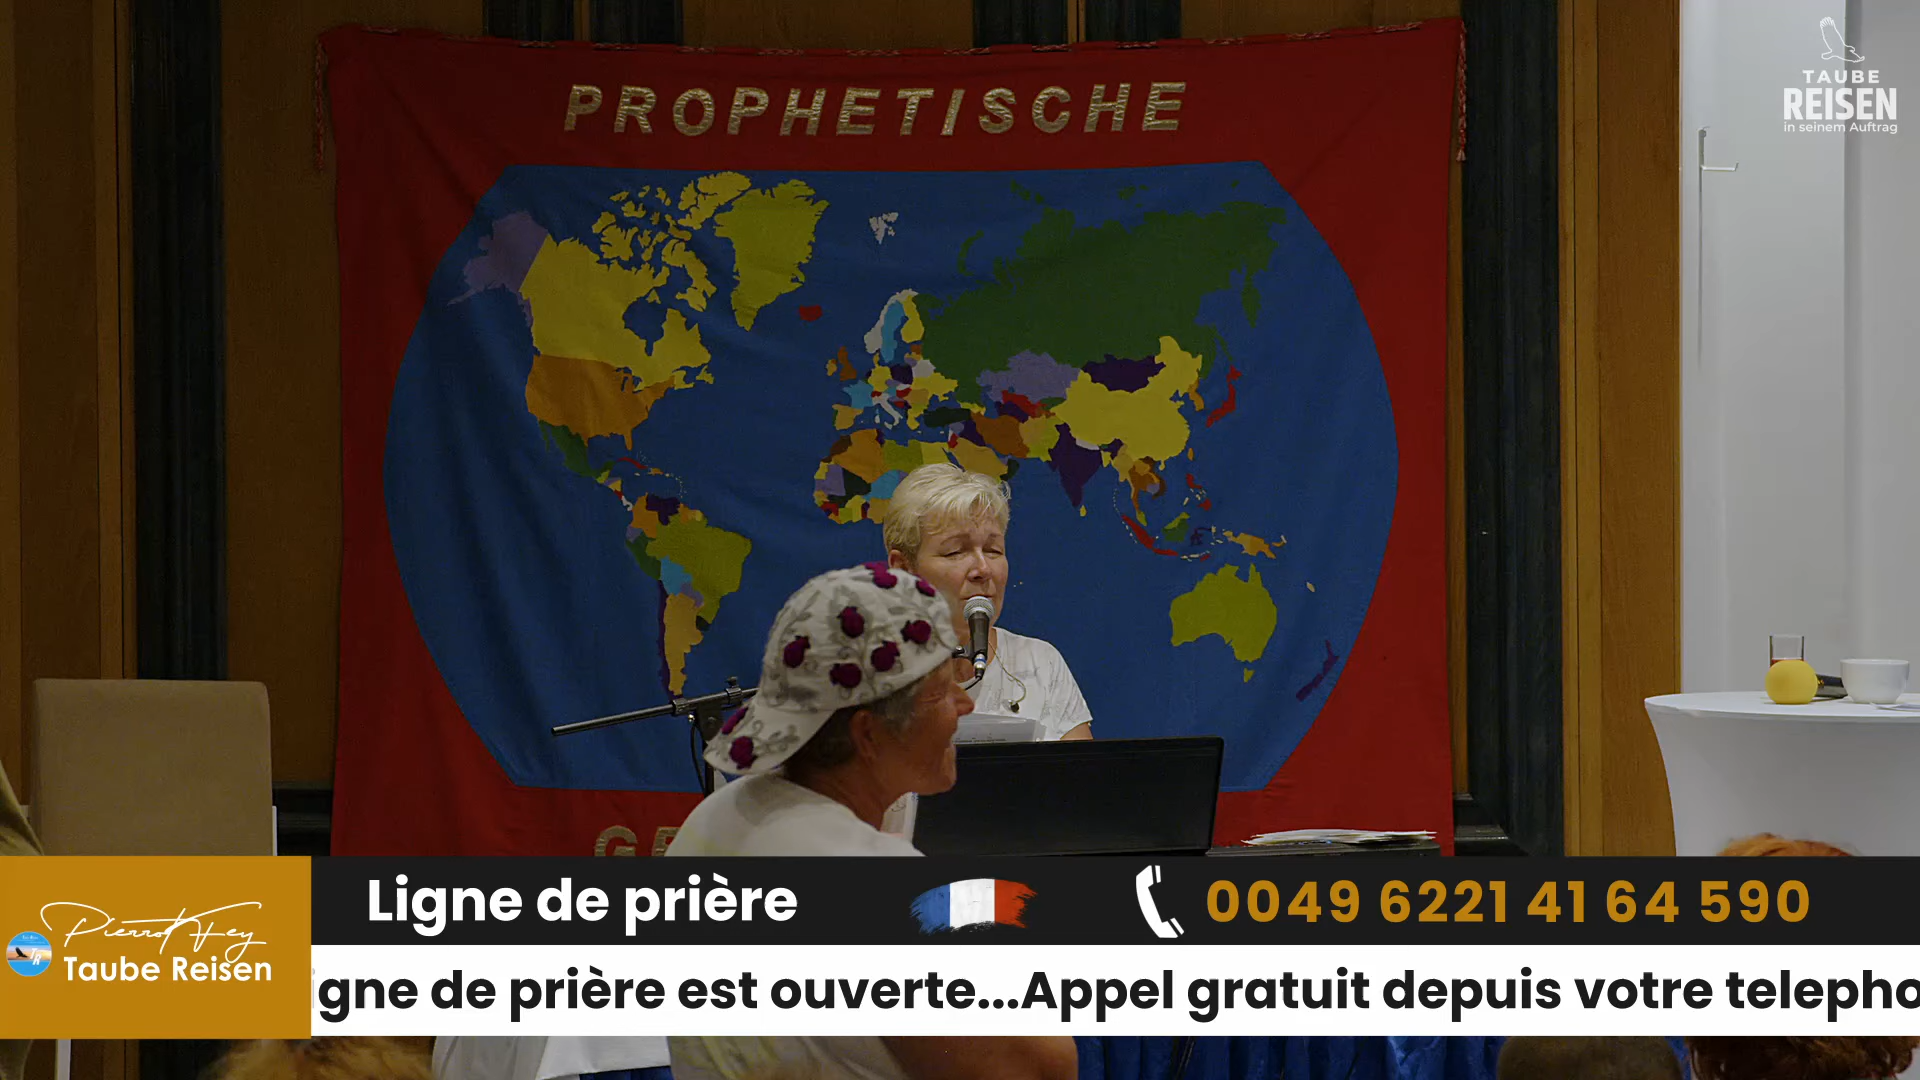 PROPHETISCHE
TAUBE
REISEN
in seinem Auftrag
Ligne de prière
0049 6221 41 64 590
Pierrot Fey
Taube Reisen
igne de prière est ouverte...Appel gratuit depuis votre telepho